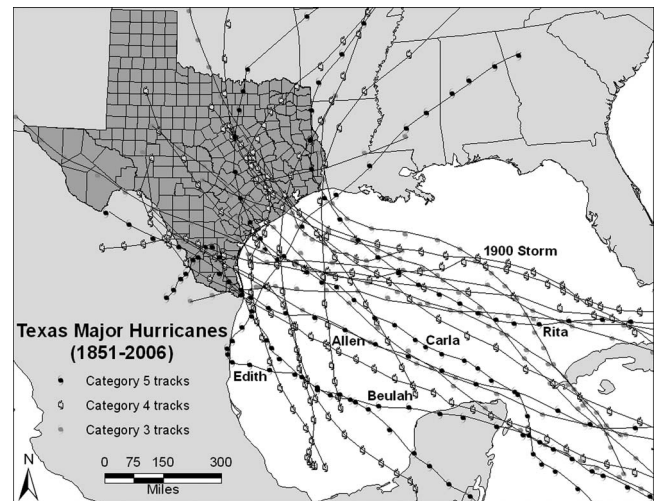 1900 Storm
Texas Major Hurricanes
(1851-2006)
Allen
Carla
Rita
Edith
Beulah
Category 5 tracks
Category 4 tracks
Category 3 tracks
N
0 75 150 300
Miles